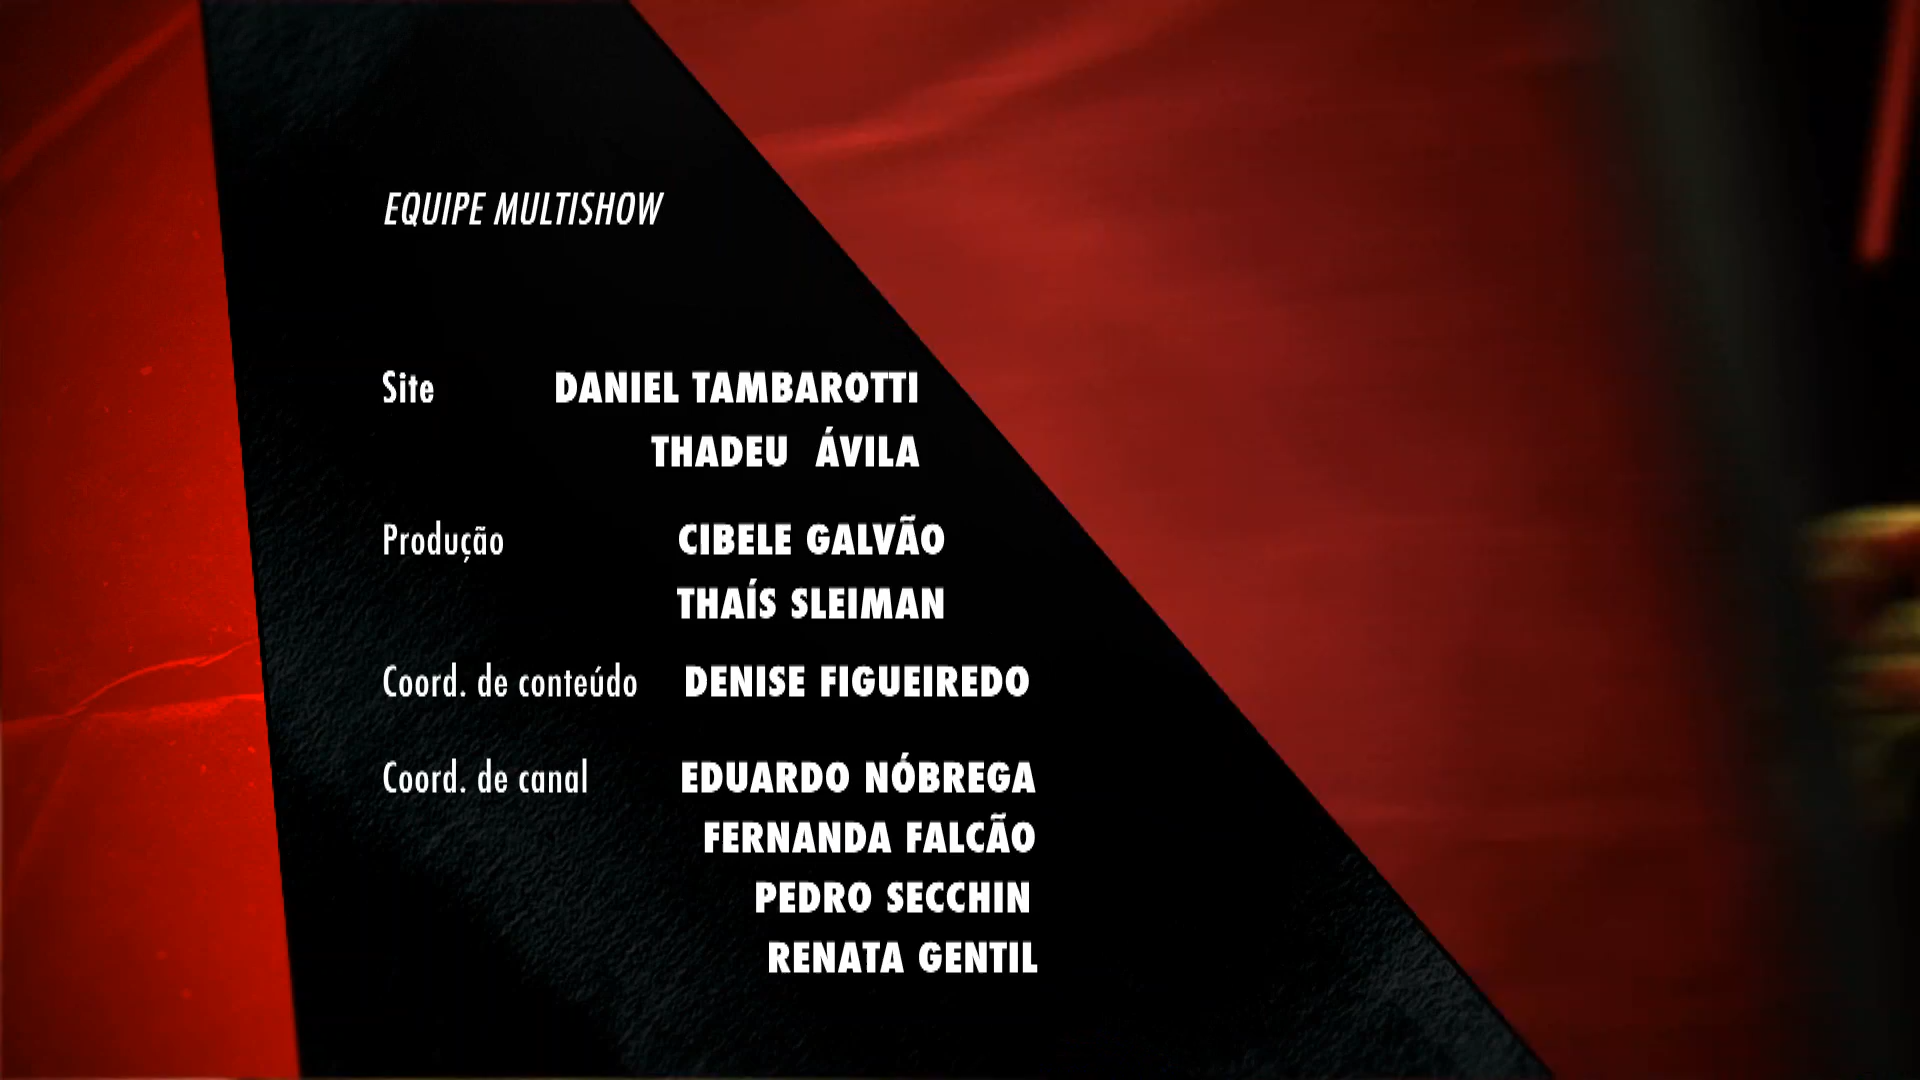 EQUIPE MULTISHOW
Site DANIEL TAMBAROTTI
THADEU ÁVILA
Produção CIBELE GALVÃO
THAÍS SLEIMAN
Coord. de conteúdo DENISE FIGUEIREDO
Coord. de canal EDUARDO NÓBREGA
FERNANDA FALCÃO
PEDRO SECCHIN
RENATA GENTIL